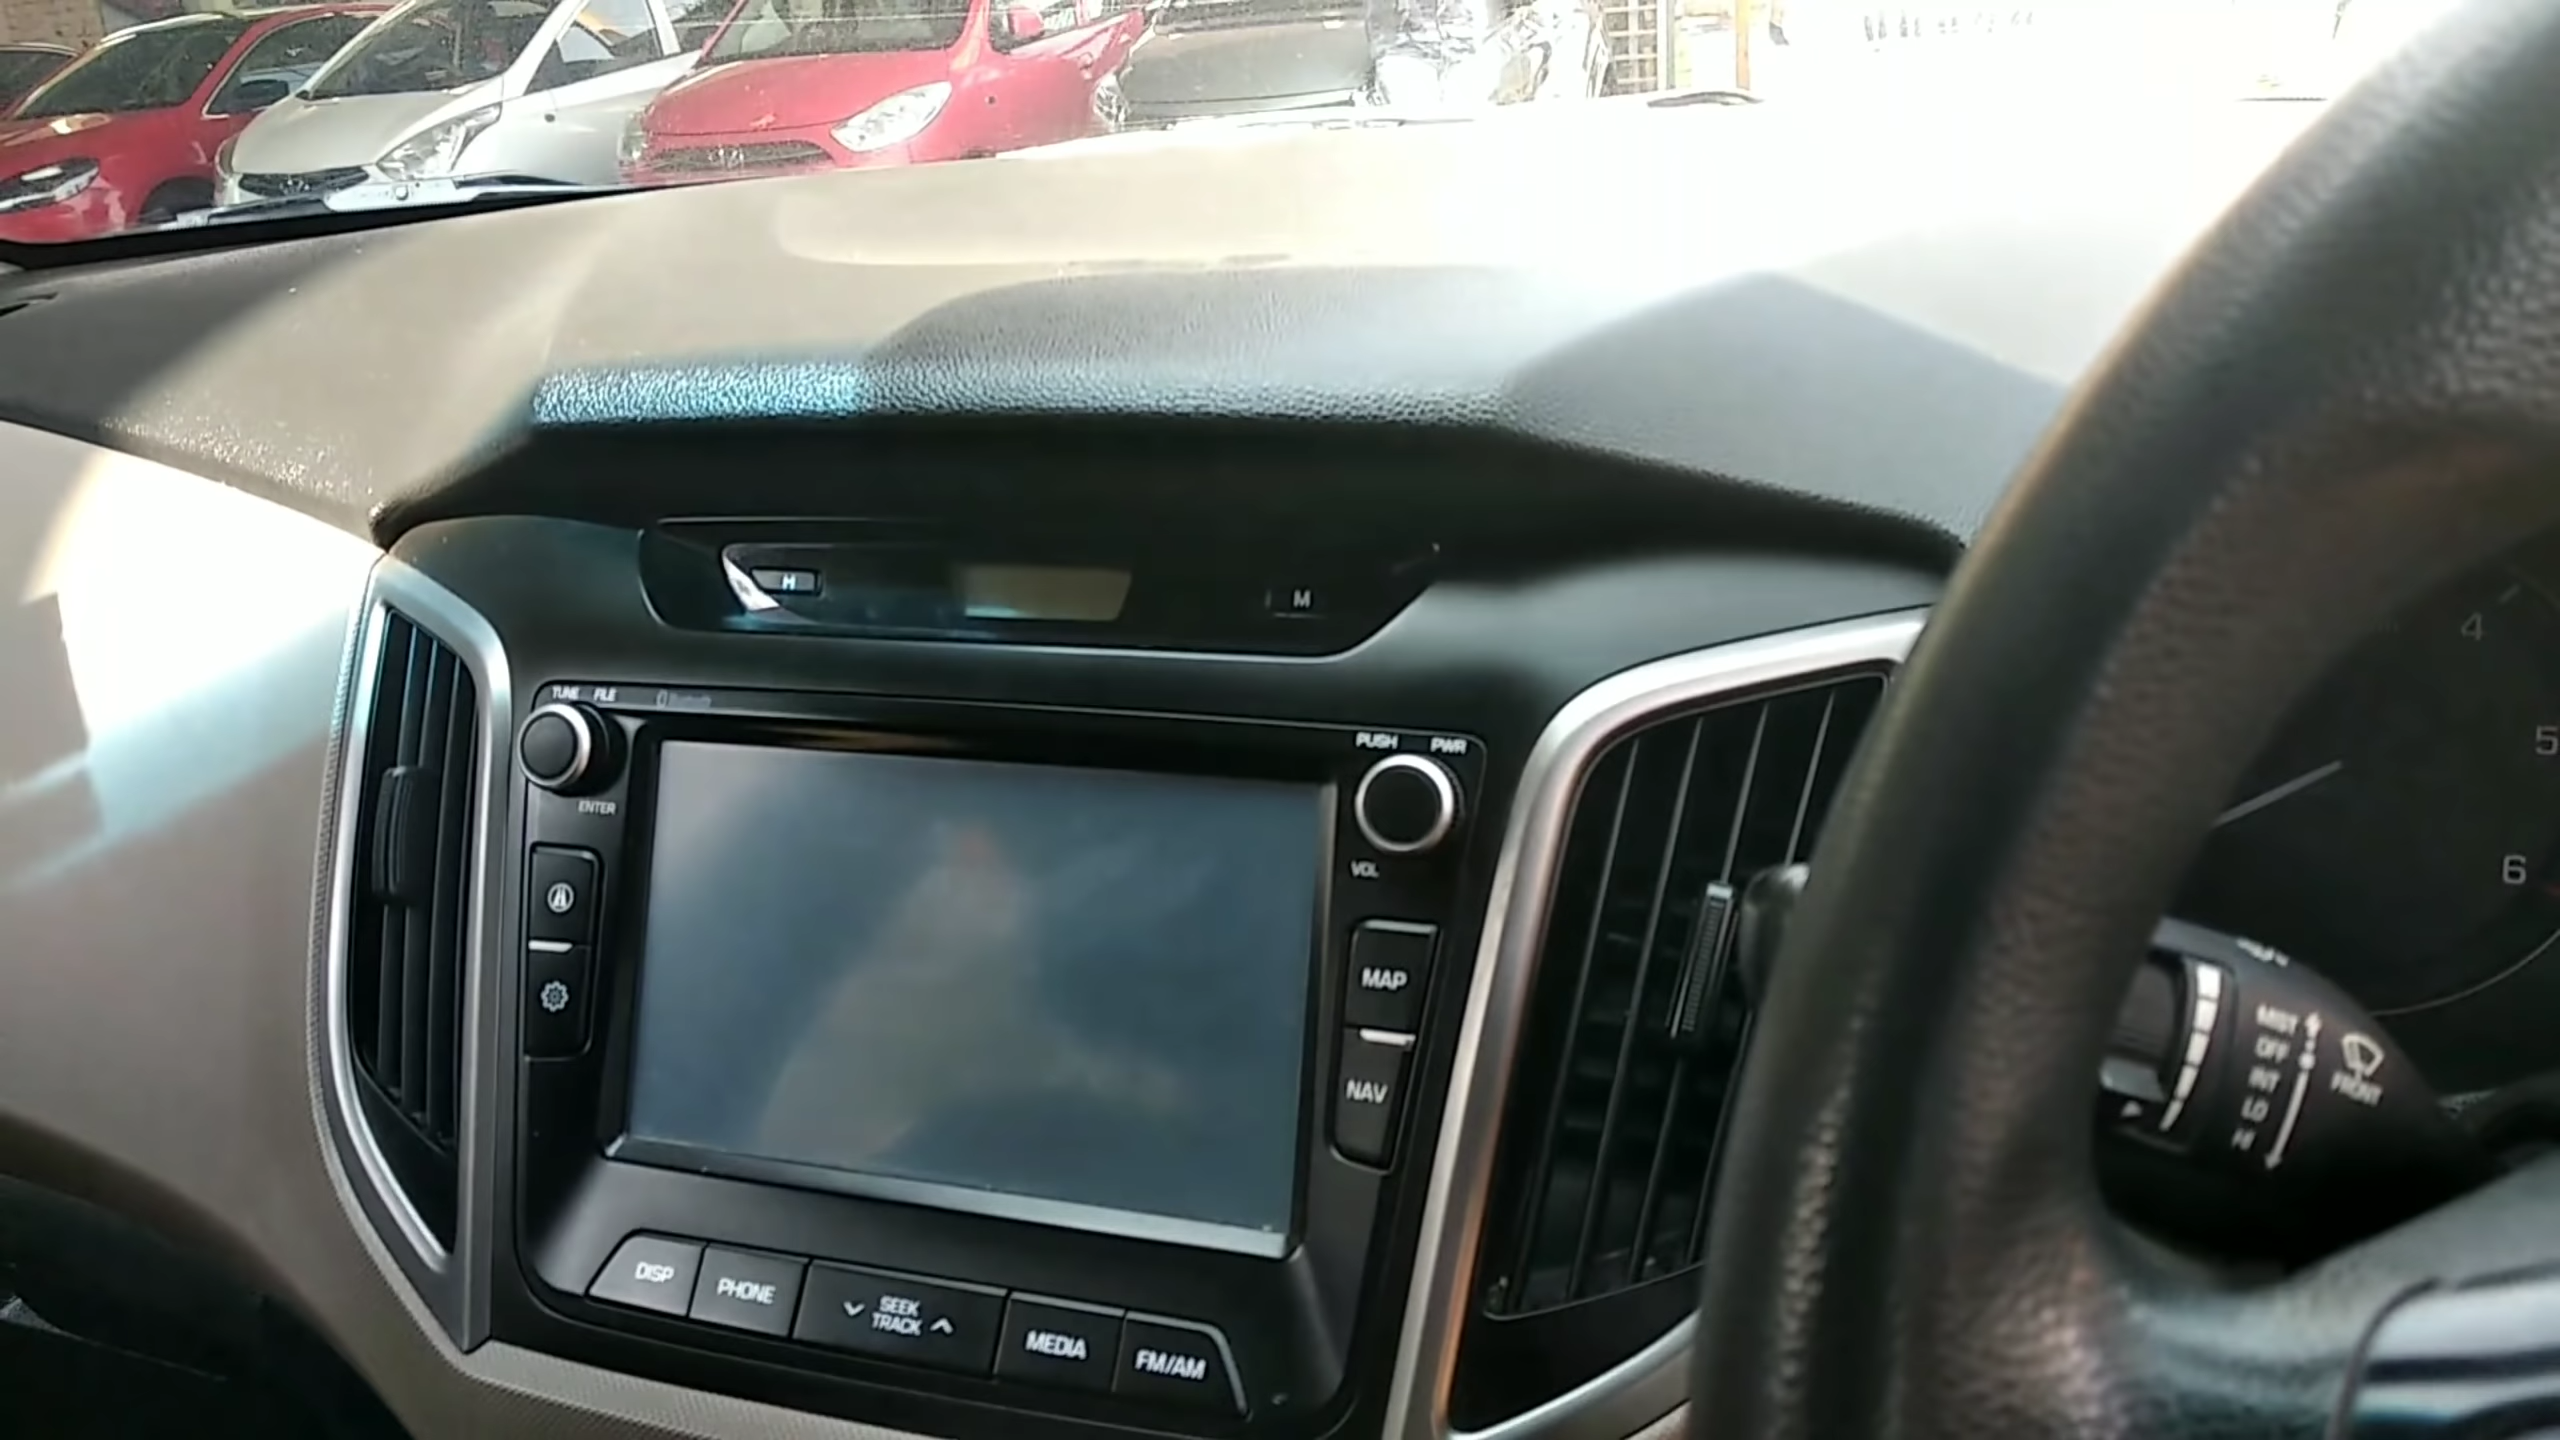 H
M
TUNE FILE
Bluetooth
PUSH PWR
ENTER
VOL
MAP
NAV
DISP
PHONE
SEEK
TRACK
MEDIA
FM/AM
4
5
6
MIST
OFF
INT
LO
HI
FRONT